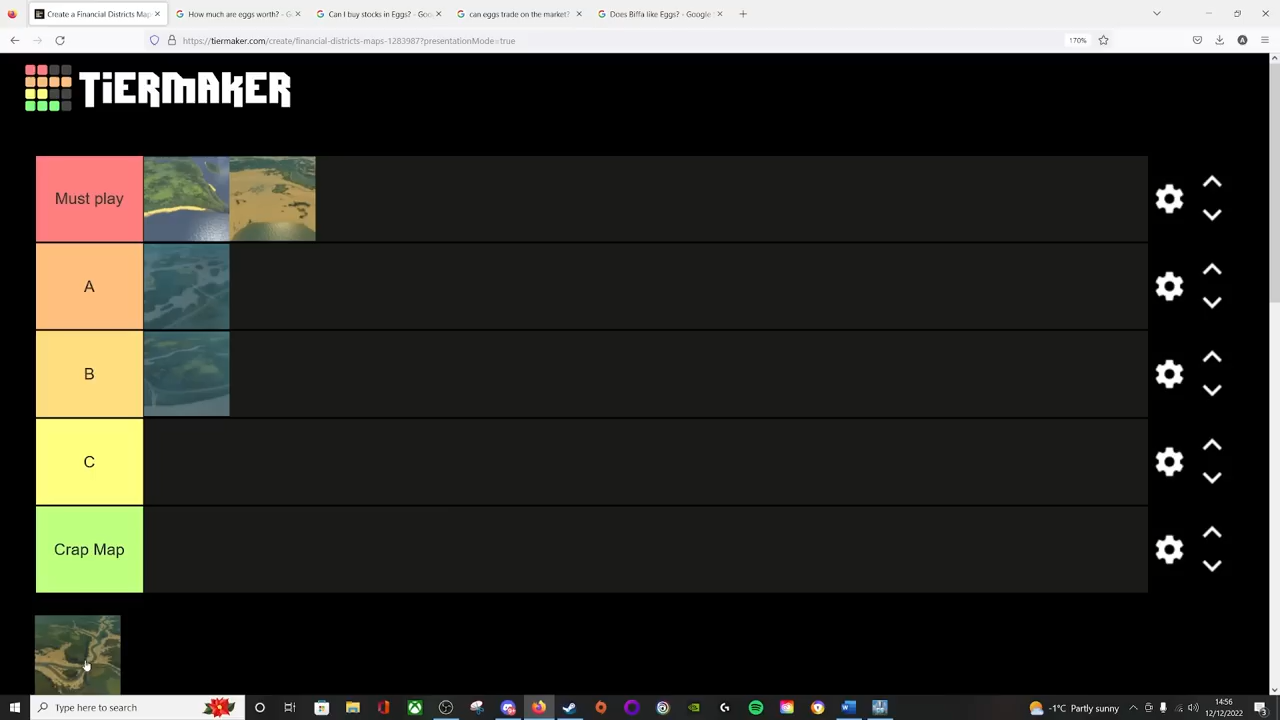 Create a Financial Districts Map
How much are eggs worth? - G
Can I buy stocks in Eggs? - Goo
can eggs trade on the market?
Does Biffa like Eggs? - Google
https://tiermaker.com/create/financial-districts-maps-1283987?presentationMode=true
170%
TiERMAKER
Must play
A
B
C
Crap Map
Type here to search
-1°C Partly sunny
14:56
12/12/2022
3